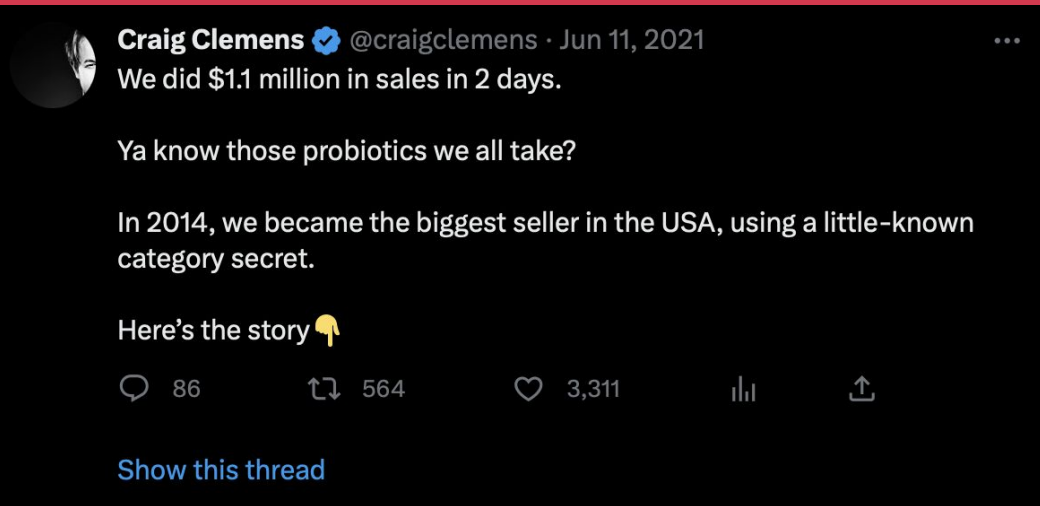 Craig Clemens @craigclemens · Jun 11, 2021
We did $1.1 million in sales in 2 days.
Ya know those probiotics we all take?
In 2014, we became the biggest seller in the USA, using a little-known
category secret.
Here's the story👇
86 564 3,311
Show this thread